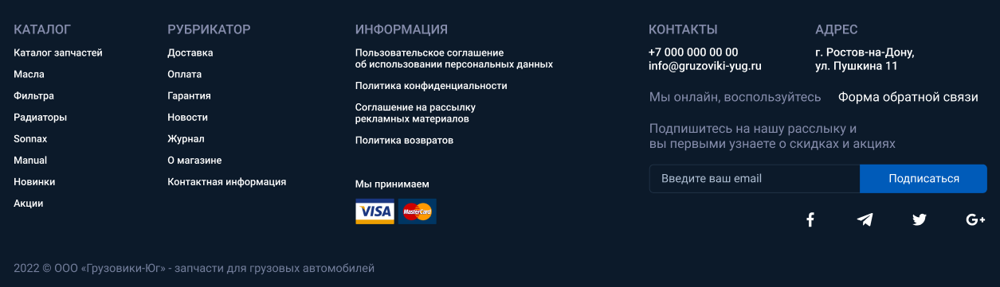 КАТАЛОГ
Каталог запчастей
Масла
Фильтра
Радиаторы
Sonnax
Manual
Новинки
Акции
РУБРИКАТОР
Доставка
Оплата
Гарантия
Новости
Журнал
О магазине
Контактная информация
ИНФОРМАЦИЯ
Пользовательское соглашение
об использовании персональных данных
Политика конфиденциальности
Соглашение на рассылку
рекламных материалов
Политика возвратов
Мы принимаем
VISA
MasterCard
КОНТАКТЫ
+7 000 000 00 00
info@gruzoviki-yug.ru
АДРЕС
г. Ростов-на-Дону,
ул. Пушкина 11
Мы онлайн, воспользуйтесь Форма обратной связи
Подпишитесь на нашу расслыку и
вы первыми узнаете о скидках и акциях
Введите ваш email
Подписаться
G+
2022 © ООО «Грузовики-Юг» - запчасти для грузовых автомобилей